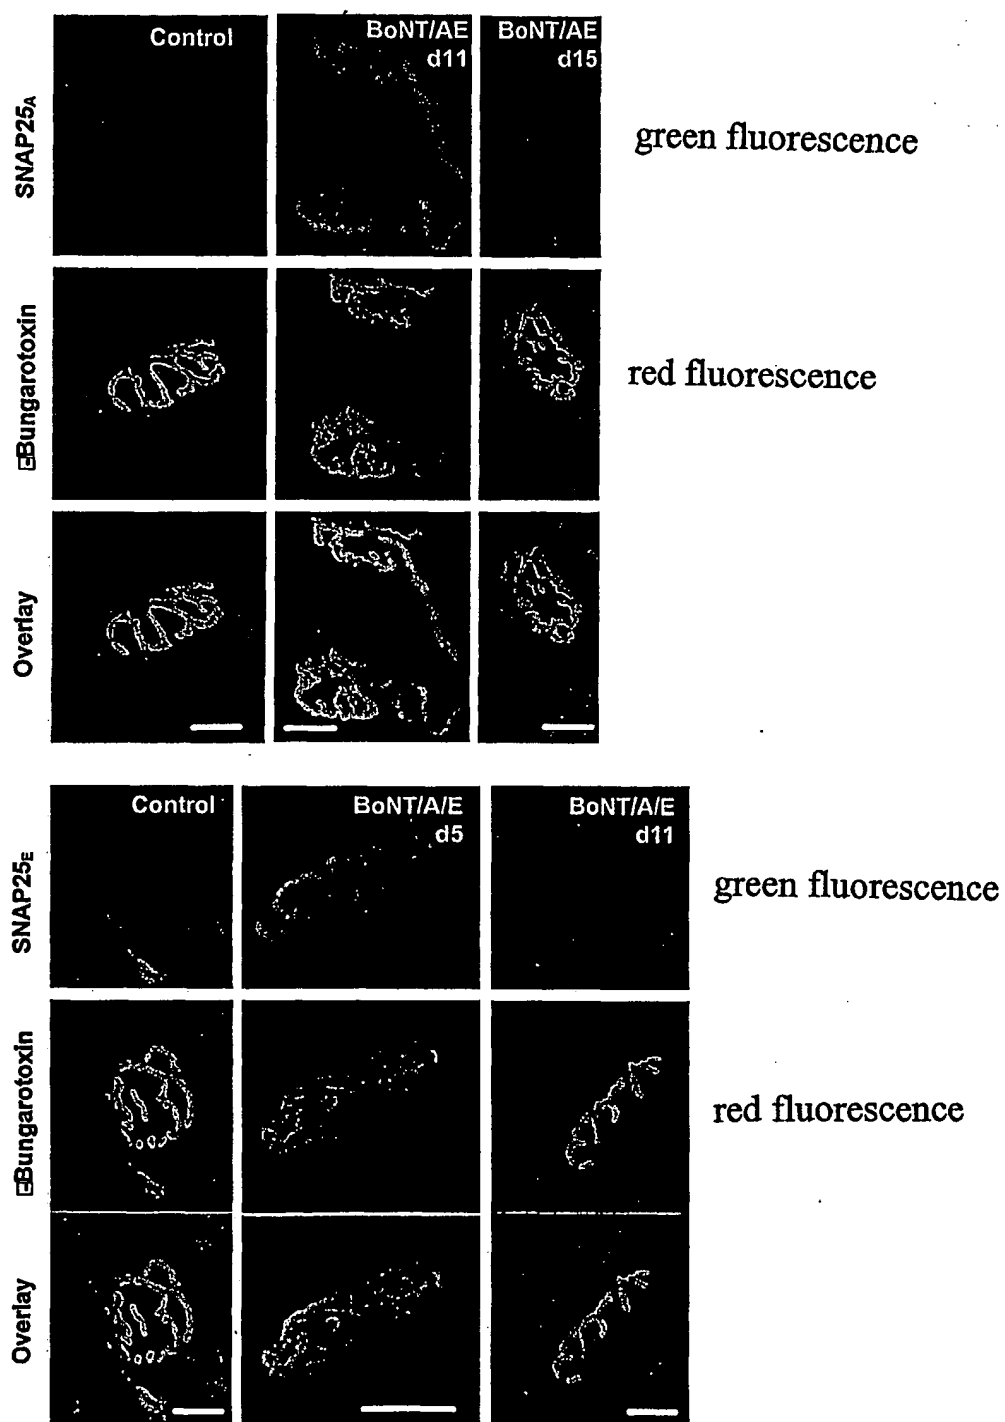 Control
BoNT/AE
d11
BoNT/AE
d15
SNAP25A
green fluorescence
Bungarotoxin
red fluorescence
Overlay
Control
BoNT/A/E
d5
BoNT/A/E
d11
SNAP25E
green fluorescence
Bungarotoxin
red fluorescence
Overlay